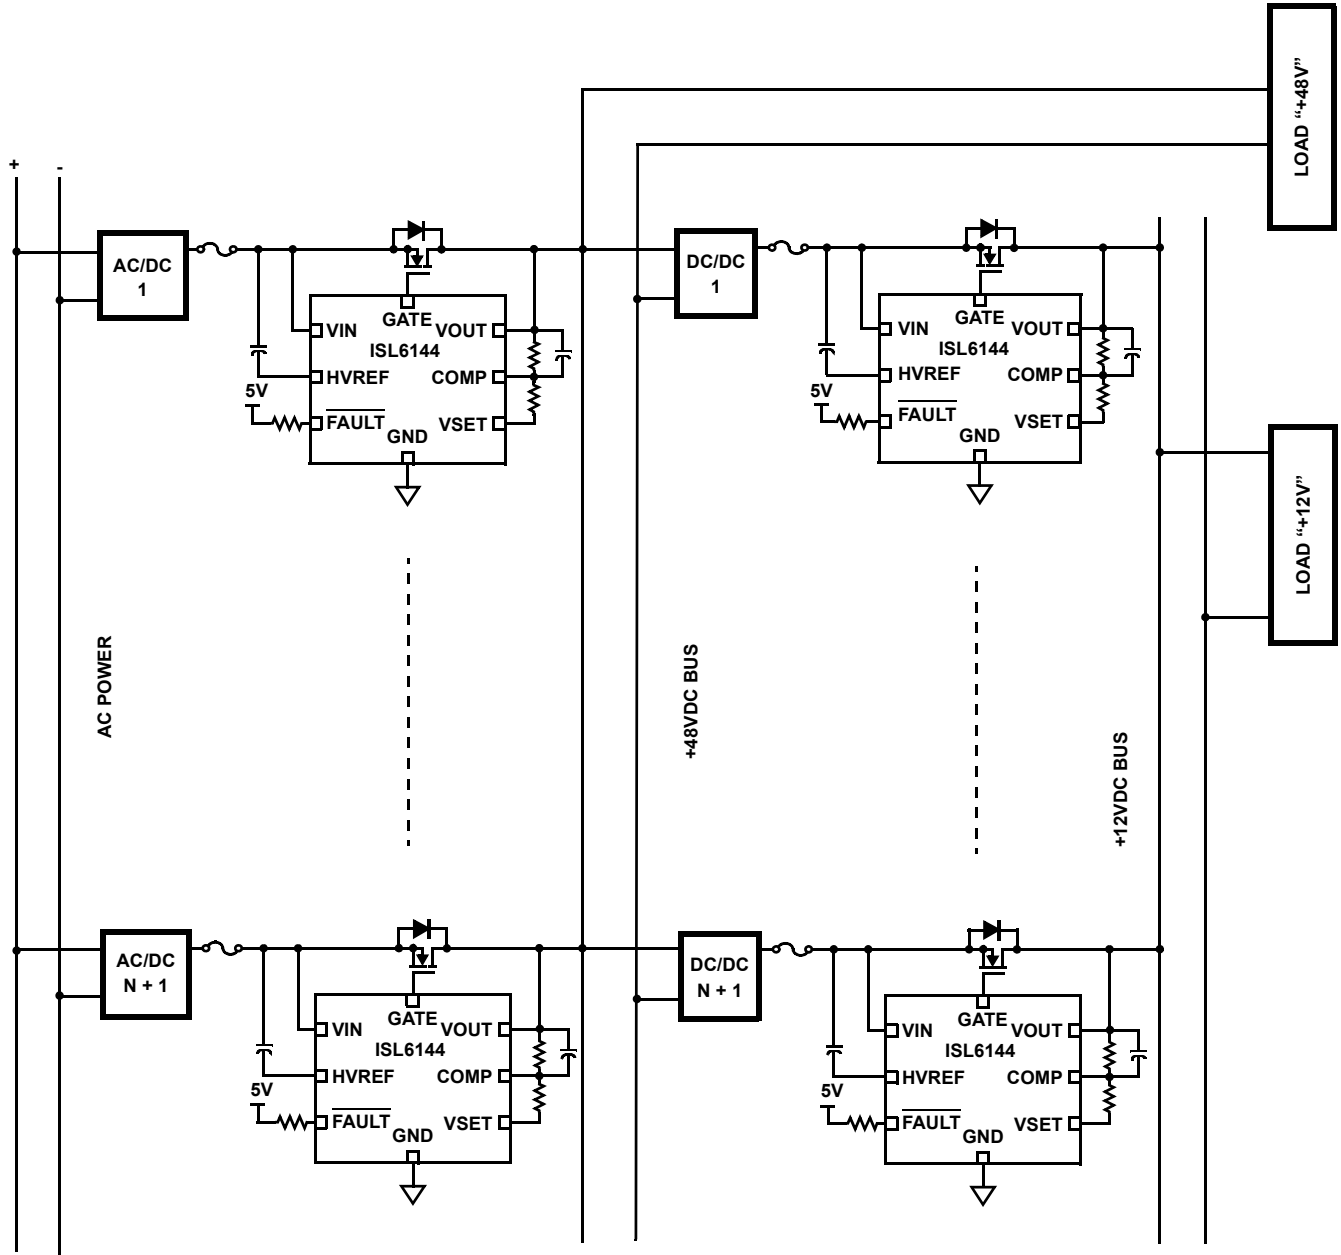 LOAD “+48V”
+ -
AC/DC
1
DC/DC
1
GATE
VIN
VOUT
ISL6144
HVREF
COMP
5V
FAULT
VSET
GND
GATE
VIN
VOUT
ISL6144
HVREF
COMP
5V
FAULT
VSET
GND
LOAD “+12V”
AC POWER
+48VDC BUS
+12VDC BUS
AC/DC
N + 1
DC/DC
N + 1
GATE
VIN
VOUT
ISL6144
HVREF
COMP
5V
FAULT
VSET
GND
GATE
VIN
VOUT
ISL6144
HVREF
COMP
5V
FAULT
VSET
GND